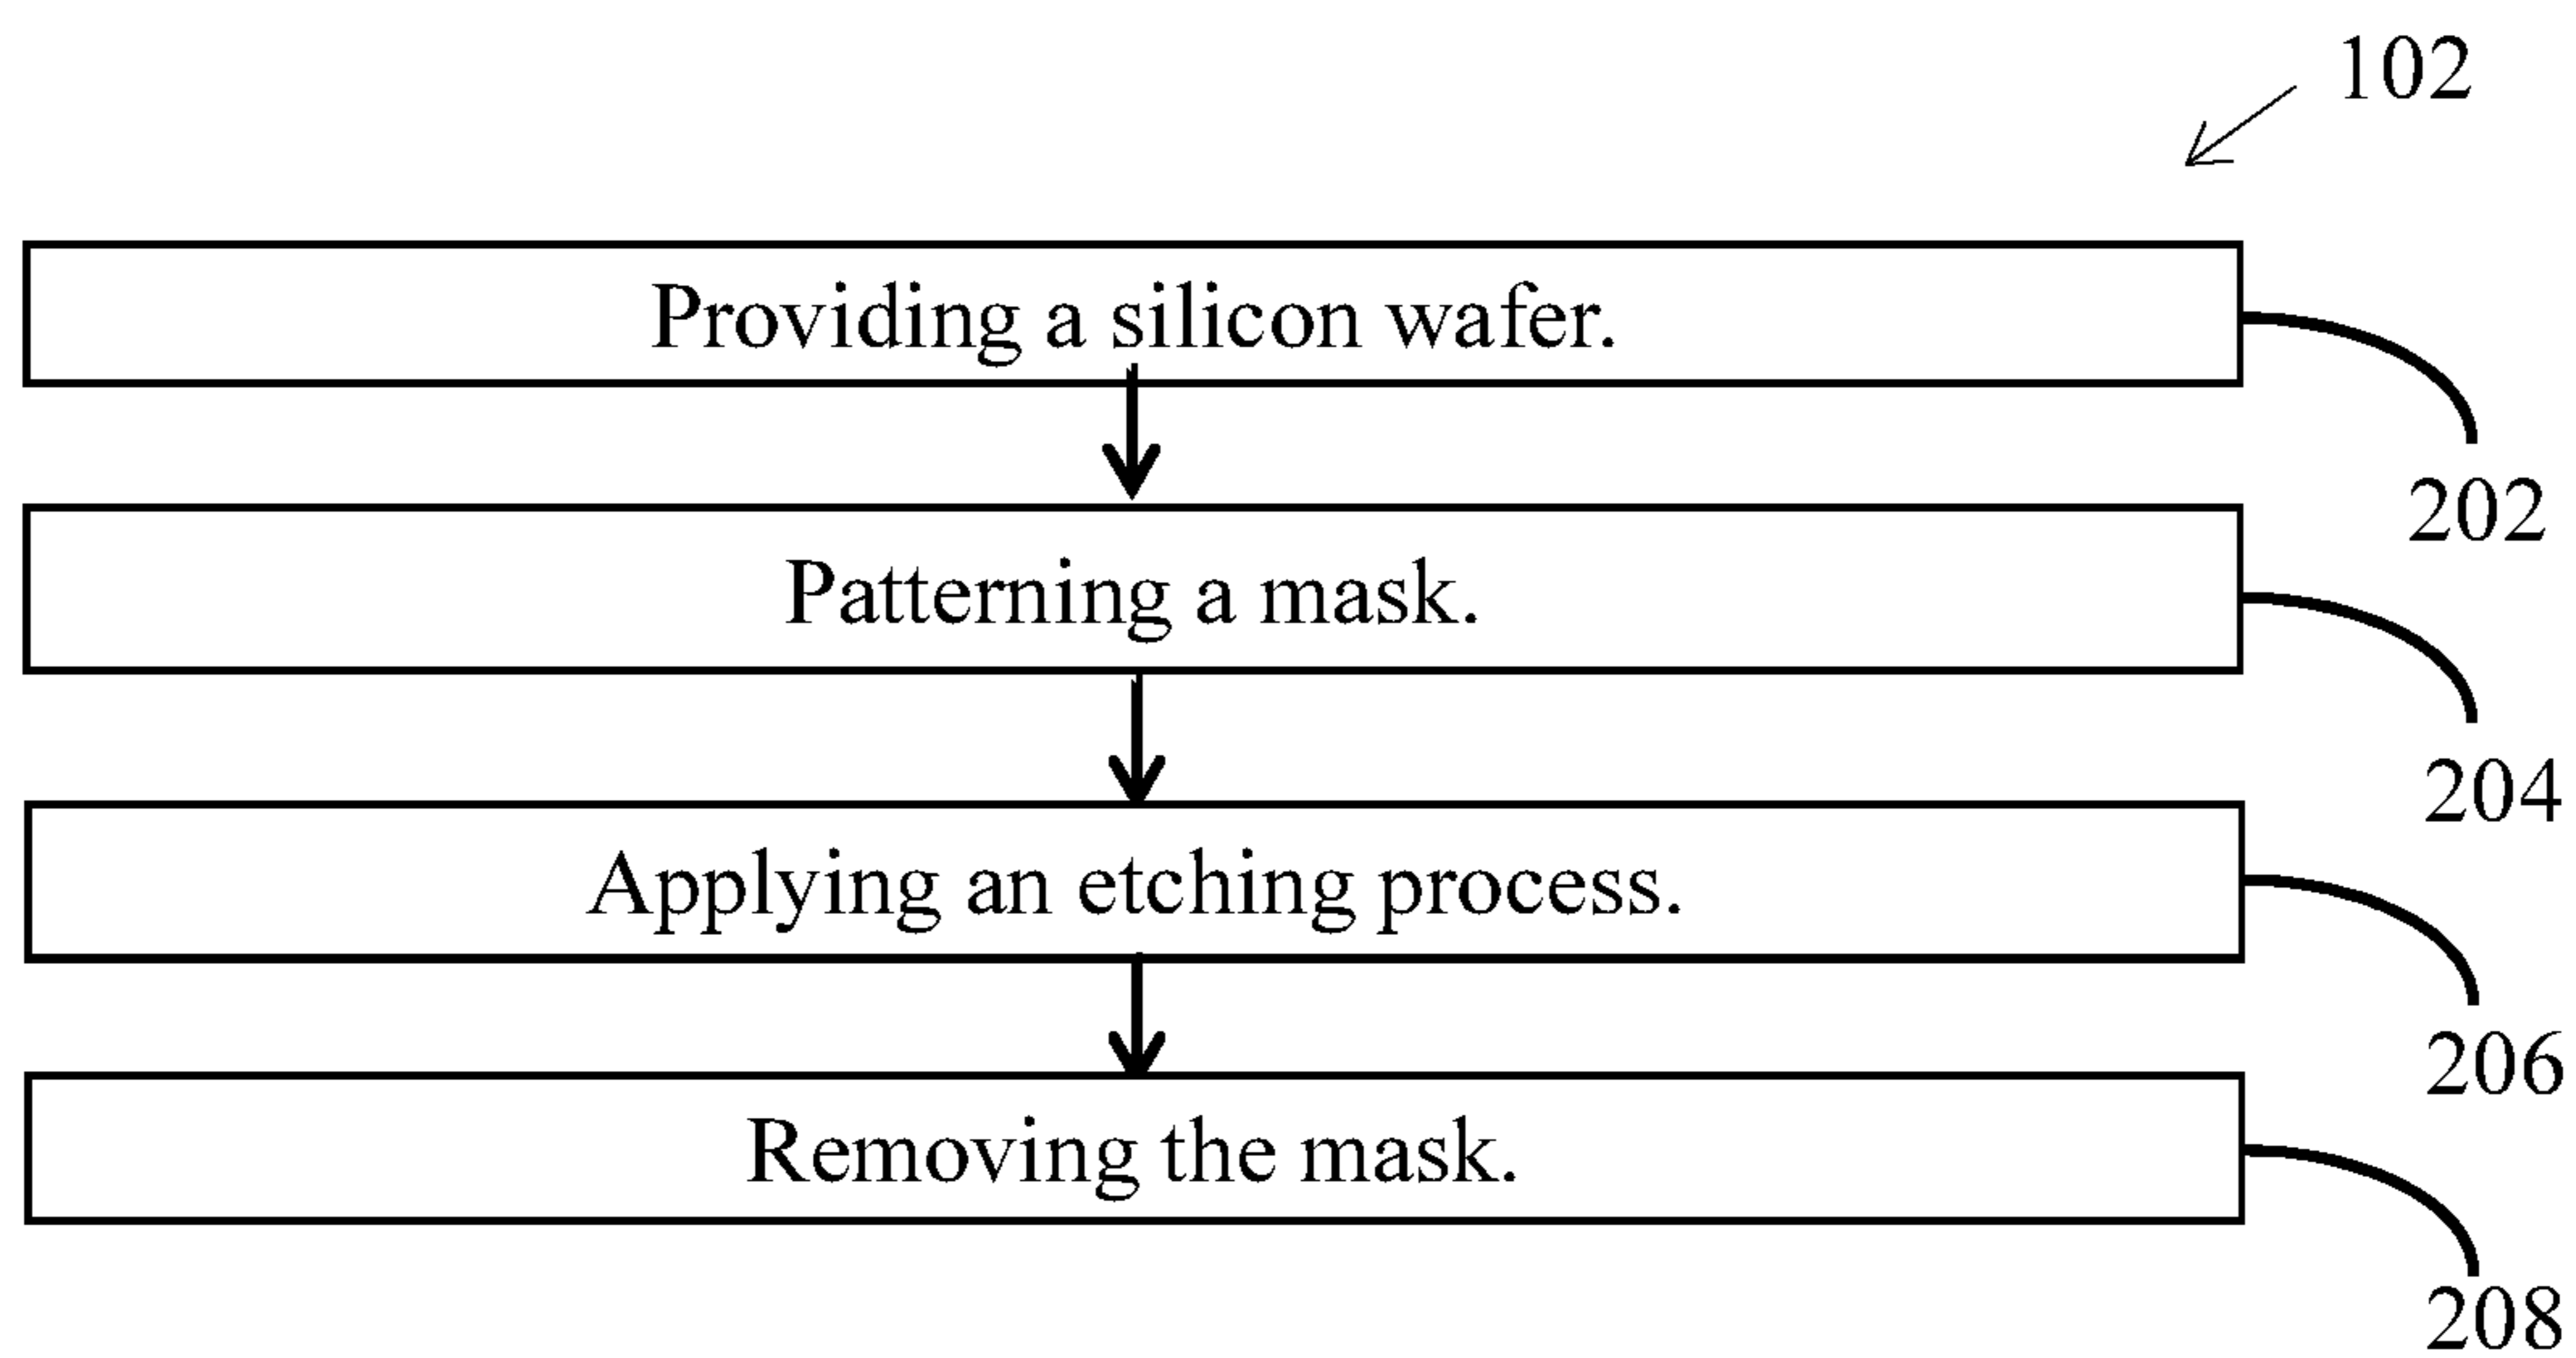 102
Providing a silicon wafer.
202
Patterning a mask.
204
Applying an etching process.
206
Removing the mask.
208